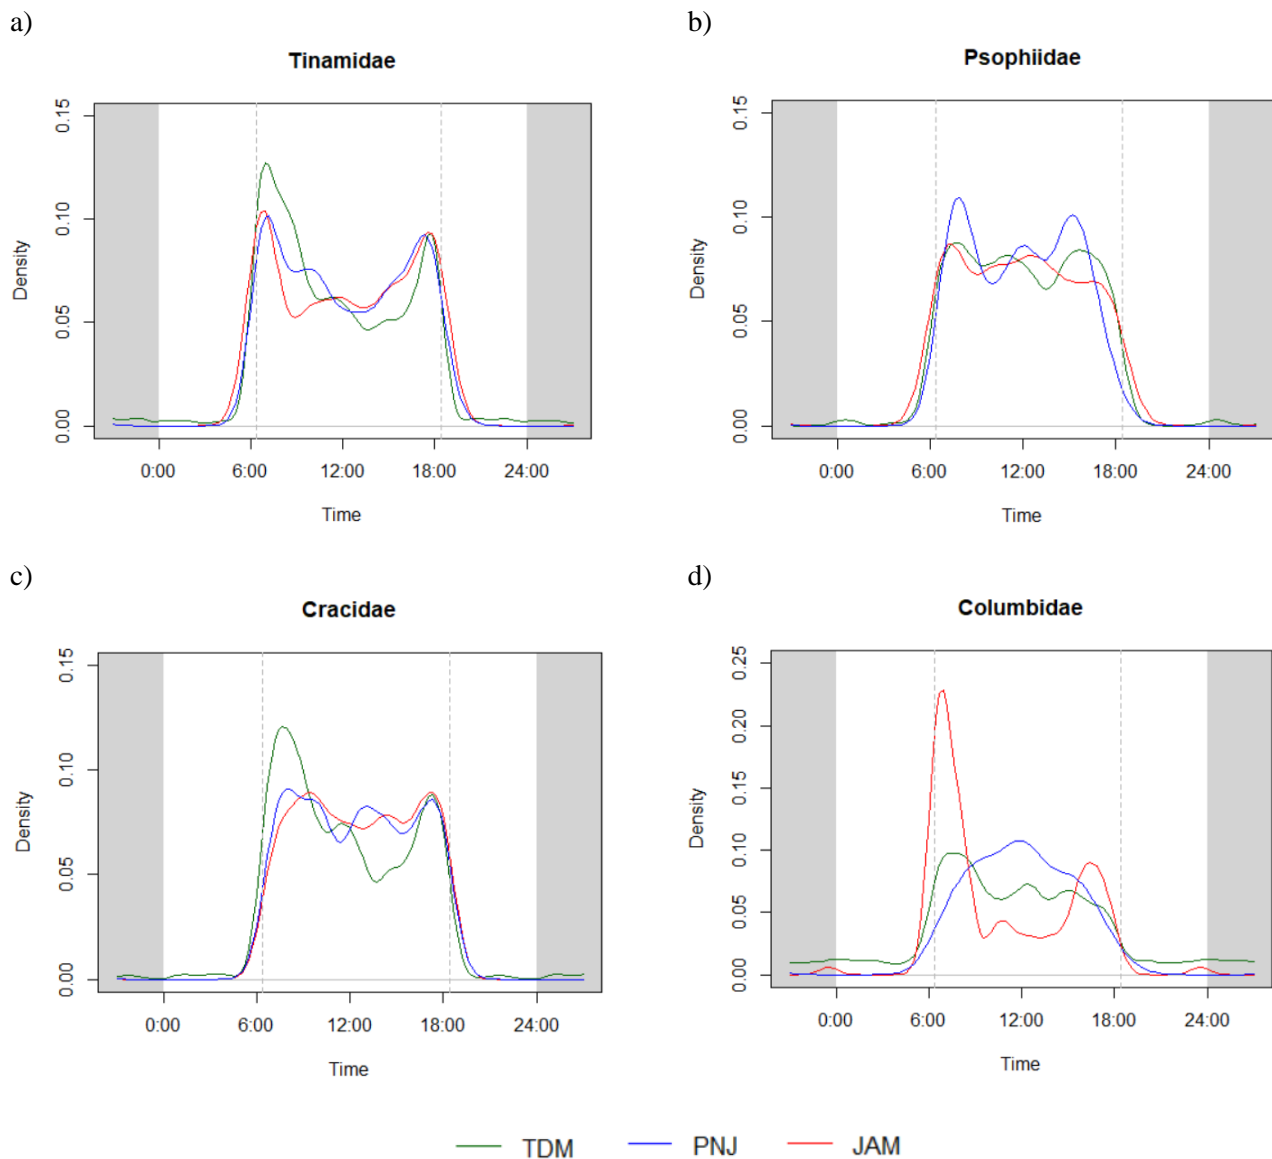 a)
Tinamidae
Density
0.00 0.05 0.10 0.15
0:00 6:00 12:00 18:00 24:00
Time
b)
Psophiidae
Density
0.00 0.05 0.10 0.15
0:00 6:00 12:00 18:00 24:00
Time
c)
Cracidae
Density
0.00 0.05 0.10 0.15
0:00 6:00 12:00 18:00 24:00
Time
d)
Columbidae
Density
0.00 0.05 0.10 0.15 0.20 0.25
0:00 6:00 12:00 18:00 24:00
Time
TDM PNJ JAM